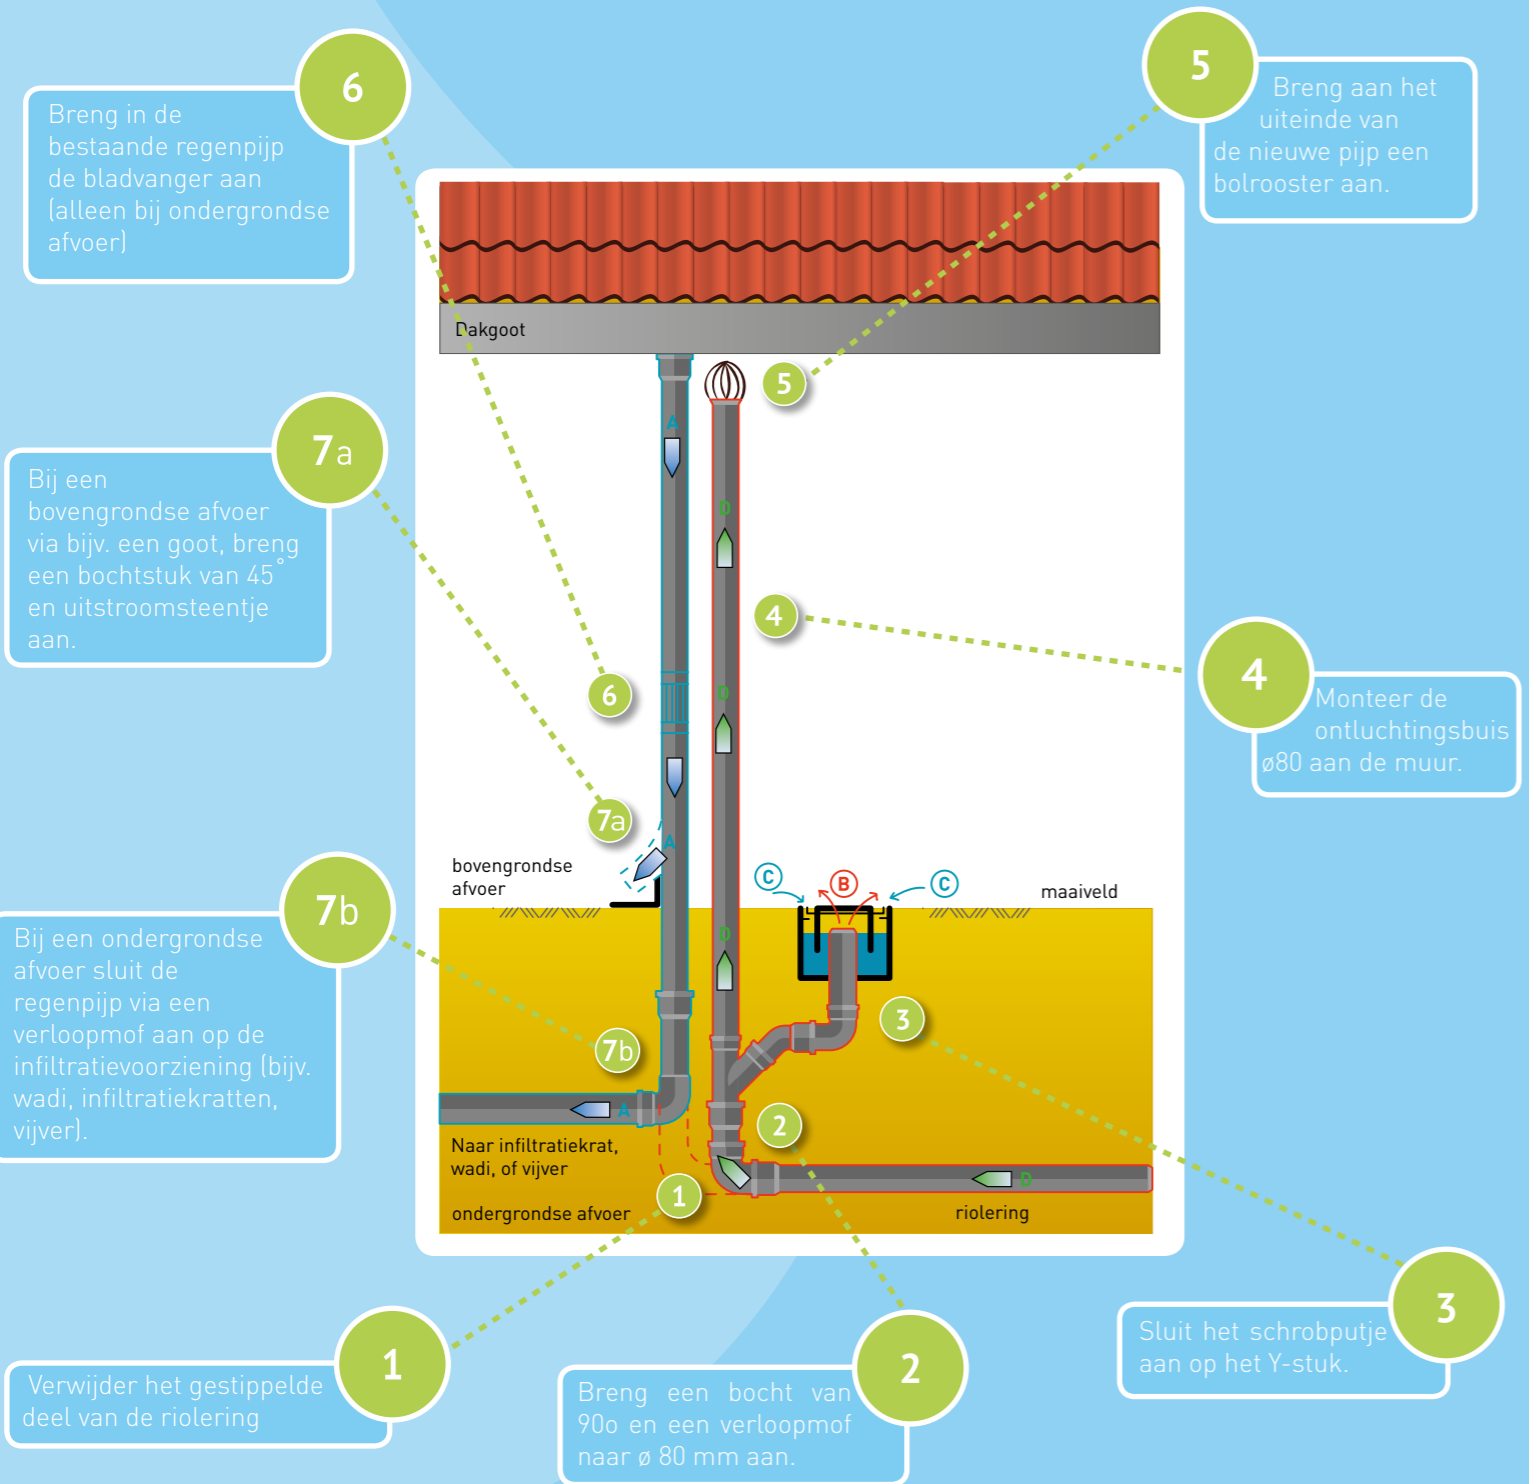 6
Breng in de
bestaande regenpijp
de bladvanger aan
(alleen bij ondergrondse
afvoer)
5
Breng aan het
uiteinde van
de nieuwe pijp een
bolrooster aan.
7a
Bij een
bovengrondse afvoer
via bijv. een goot, breng
een bochtstuk van 45°
en uitstroomsteentje
aan.
4
Monteer de
ontluchtingsbuis
ø80 aan de muur.
7b
Bij een ondergrondse
afvoer sluit de
regenpijp via een
verloopmof aan op de
infiltratievoorziening (bijv.
wadi, infiltratiekratten,
vijver).
Dakgoot
5
A
D
4
D
6
7a
A
bovengrondse
afvoer
C
B
C
maaiveld
D
3
7b
A
2
Naar infiltratiekrat,
wadi, of vijver
1
D
ondergrondse afvoer
riolering
1
Verwijder het gestippelde
deel van de riolering
2
Breng een bocht van
90o en een verloopmof
naar ø 80 mm aan.
3
Sluit het schrobputje
aan op het Y-stuk.